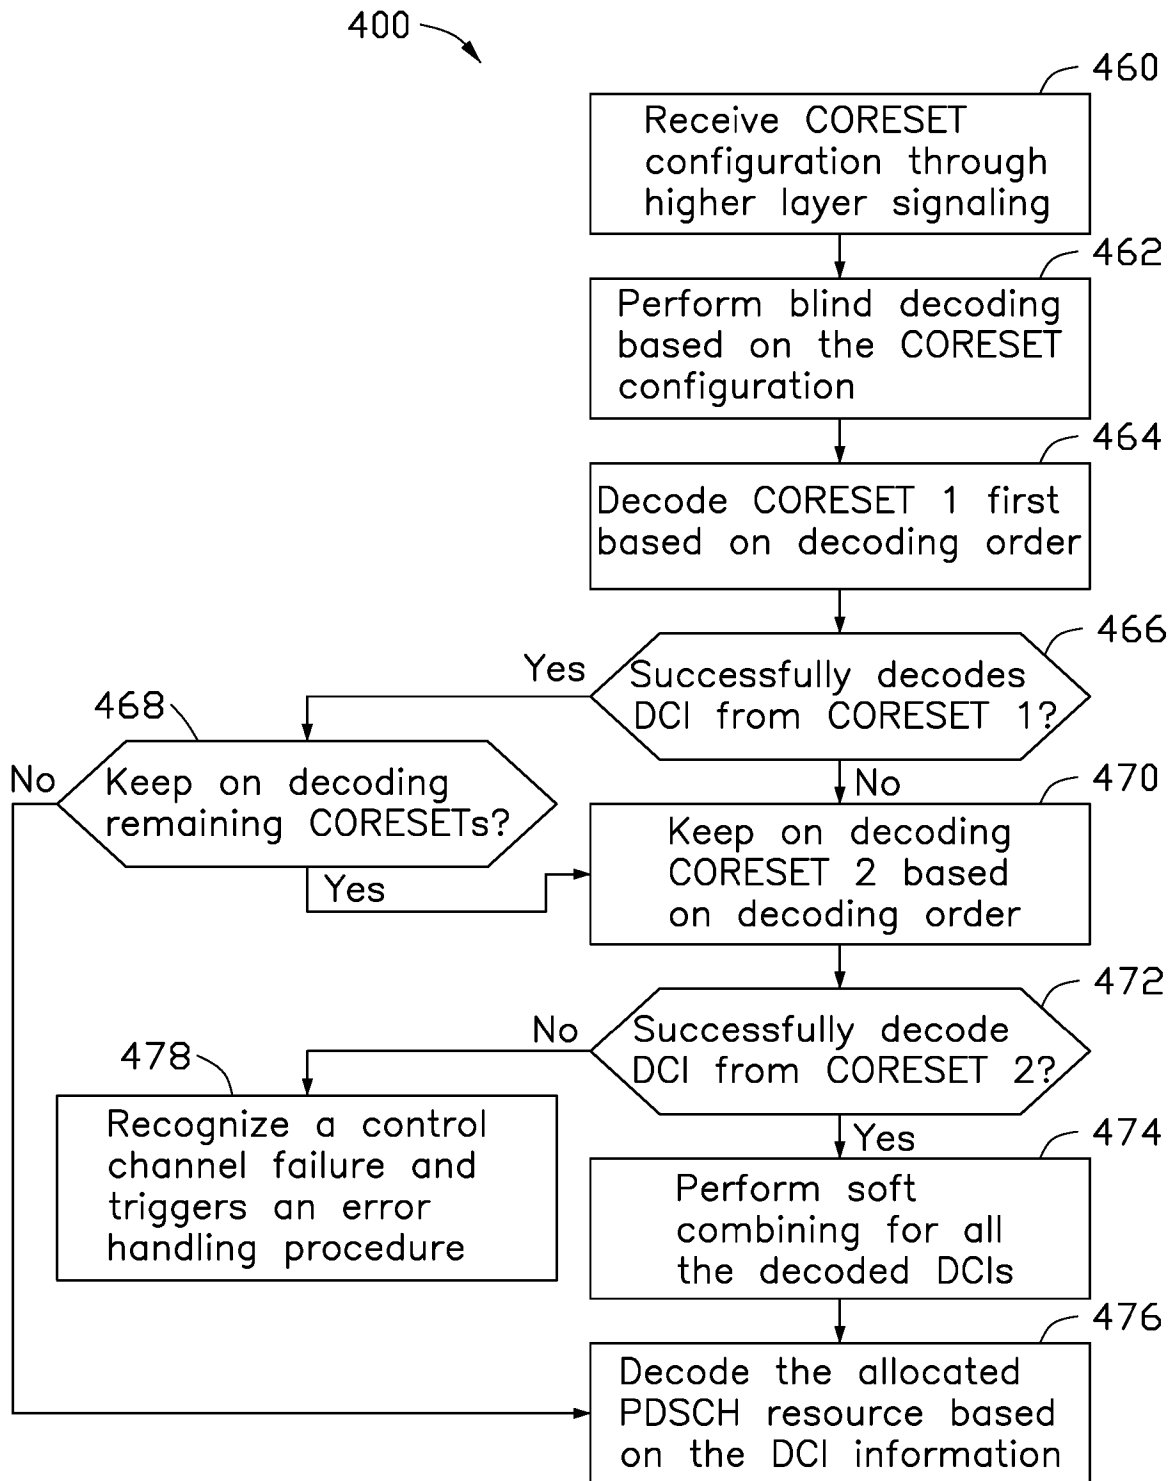 400
460
Receive CORESET
configuration through
higher layer signaling
462
Perform blind decoding
based on the CORESET
configuration
464
Decode CORESET 1 first
based on decoding order
466
Successfully decodes
DCI from CORESET 1?
Yes
No
468
Keep on decoding
remaining CORESETs?
No
Yes
470
Keep on decoding
CORESET 2 based
on decoding order
472
Successfully decode
DCI from CORESET 2?
No
Yes
478
Recognize a control
channel failure and
triggers an error
handling procedure
474
Perform soft
combining for all
the decoded DCIs
476
Decode the allocated
PDSCH resource based
on the DCI information